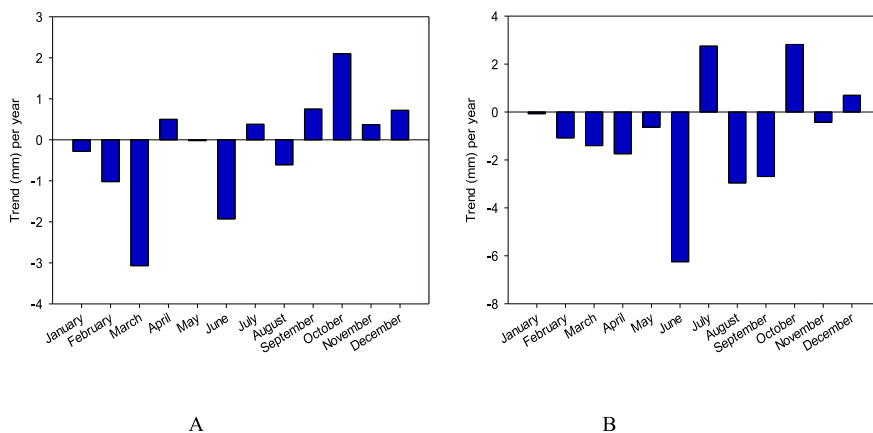 3
2
1
0
-1
-2
-3
-4
Trend (mm) per year
January
February
March
April
May
June
July
August
September
October
November
December
A
4
2
0
-2
-4
-6
-8
Trend (mm) per year
January
February
March
April
May
June
July
August
September
October
November
December
B